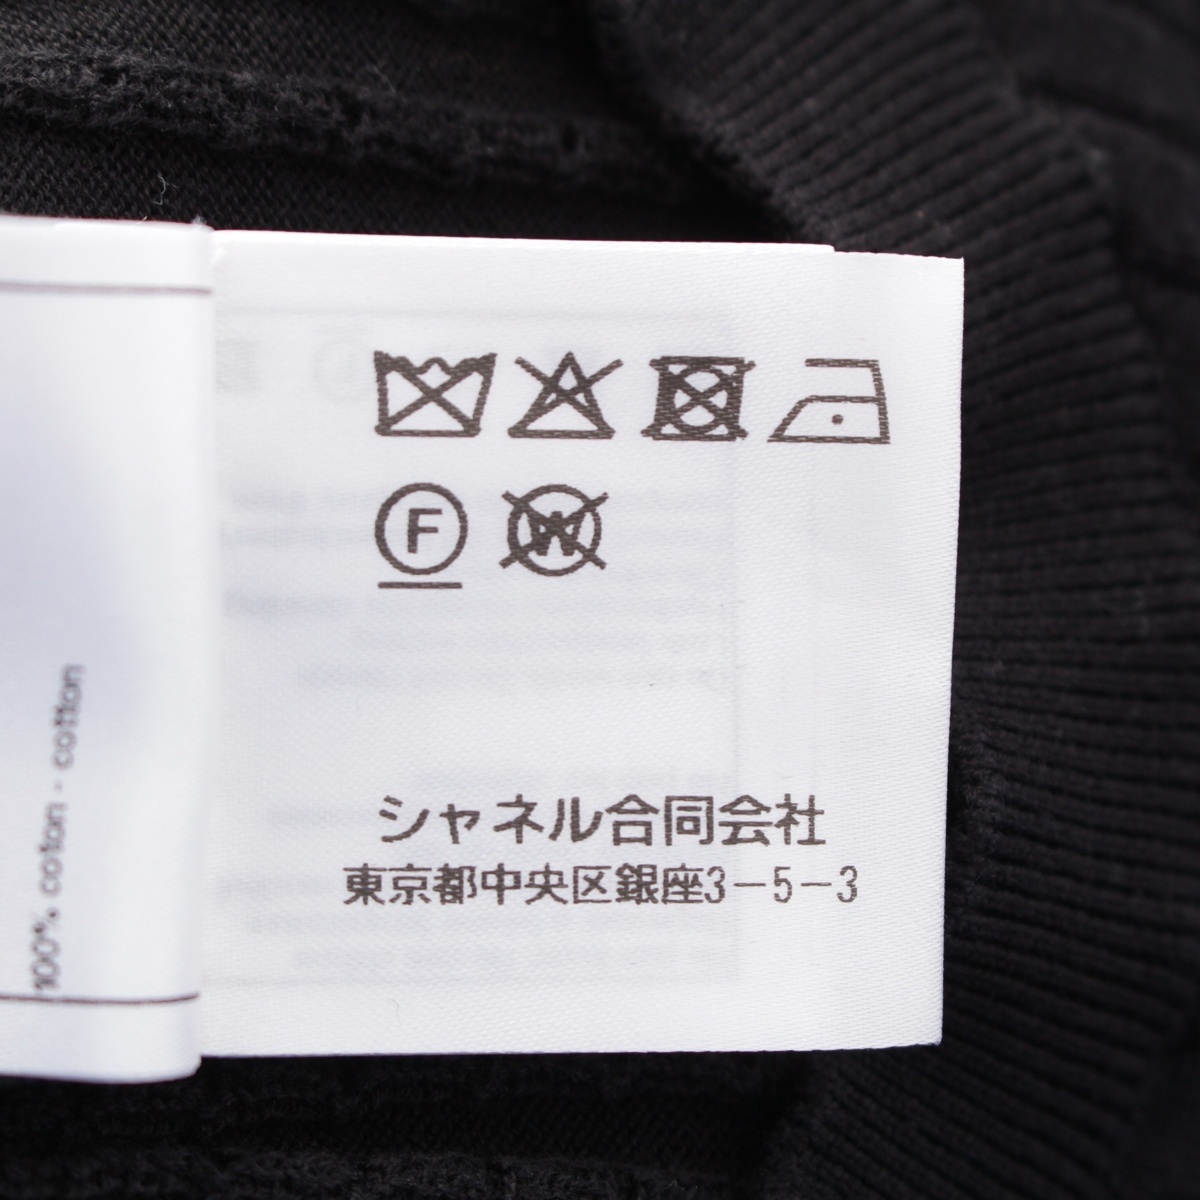 F W
シャネル合同会社
東京都中央区銀座3-5-3
100% coton - cotton